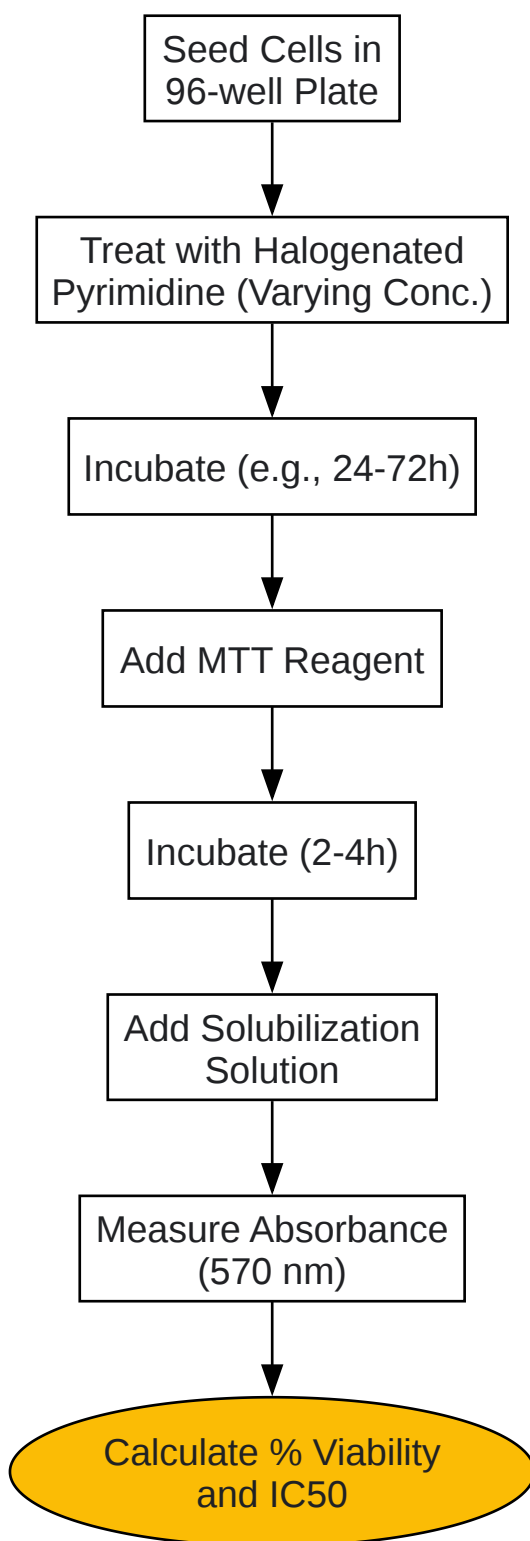 Seed Cells in
96-well Plate
Treat with Halogenated
Pyrimidine (Varying Conc.)
Incubate (e.g., 24-72h)
Add MTT Reagent
Incubate (2-4h)
Add Solubilization
Solution
Measure Absorbance
(570 nm)
Calculate % Viability
and IC50